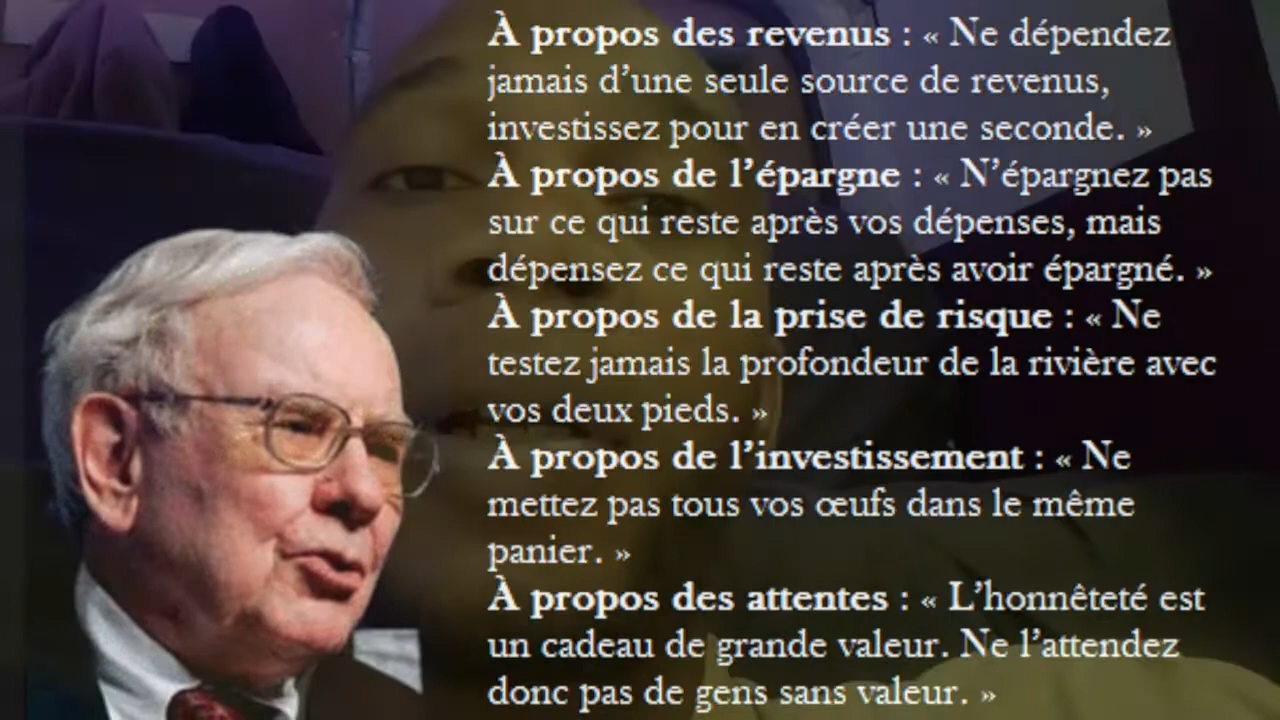 À propos des revenus : « Ne dépendez
jamais d’une seule source de revenus,
investissez pour en créer une seconde. »
À propos de l’épargne : « N’épargnez pas
sur ce qui reste après vos dépenses, mais
dépensez ce qui reste après avoir épargné. »
À propos de la prise de risque : « Ne
testez jamais la profondeur de la rivière avec
vos deux pieds. »
À propos de l’investissement : « Ne
mettez pas tous vos œufs dans le même
panier. »
À propos des attentes : « L’honnêteté est
un cadeau de grande valeur. Ne l’attendez
donc pas de gens sans valeur. »